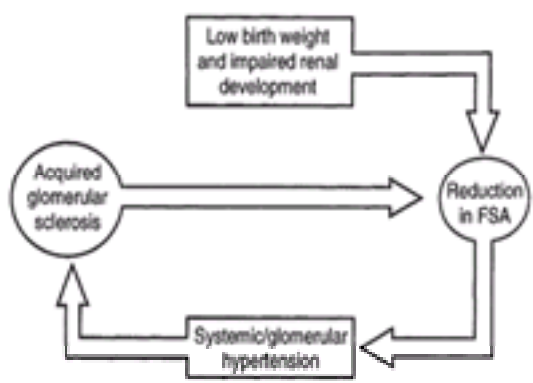 Low birth weight
and impaired renal
development
Acquired
glomerular
sclerosis
Reduction
in FSA
Systemic/glomerular
hypertension